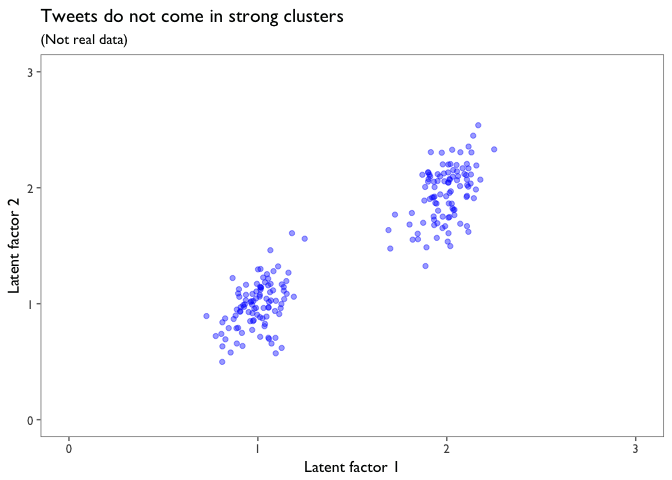 Tweets do not come in strong clusters
(Not real data)
3
2
1
0
Latent factor 2
0 1 2 3
Latent factor 1